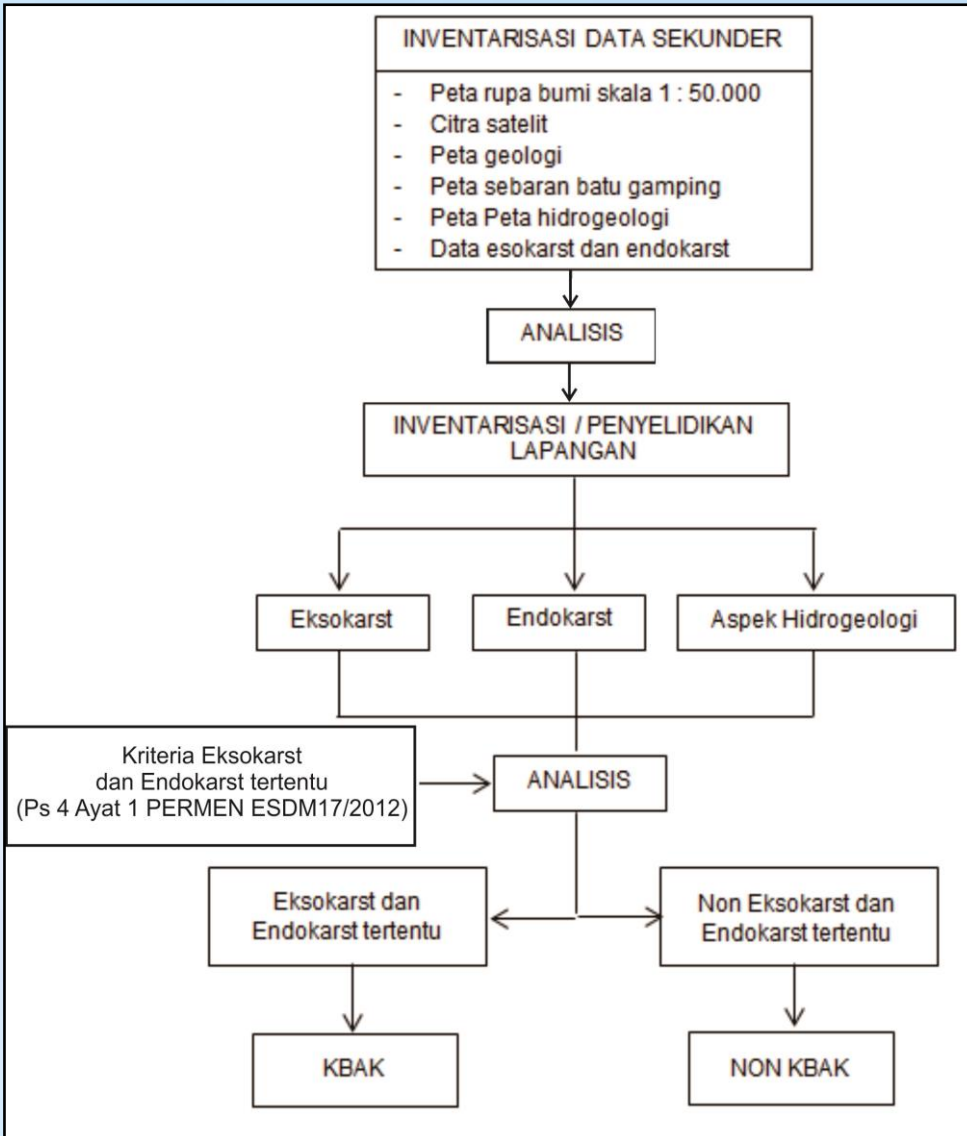 INVENTARISASI DATA SEKUNDER
- Peta rupa bumi skala 1 : 50.000
- Citra satelit
- Peta geologi
- Peta sebaran batu gamping
- Peta Peta hidrogeologi
- Data esokarst dan endokarst
ANALISIS
INVENTARISASI / PENYELIDIKAN
LAPANGAN
Eksokarst
Endokarst
Aspek Hidrogeologi
Kriteria Eksokarst
dan Endokarst tertentu
(Ps 4 Ayat 1 PERMEN ESDM17/2012)
ANALISIS
Eksokarst dan
Endokarst tertentu
Non Eksokarst dan
Endokarst tertentu
KBAK
NON KBAK